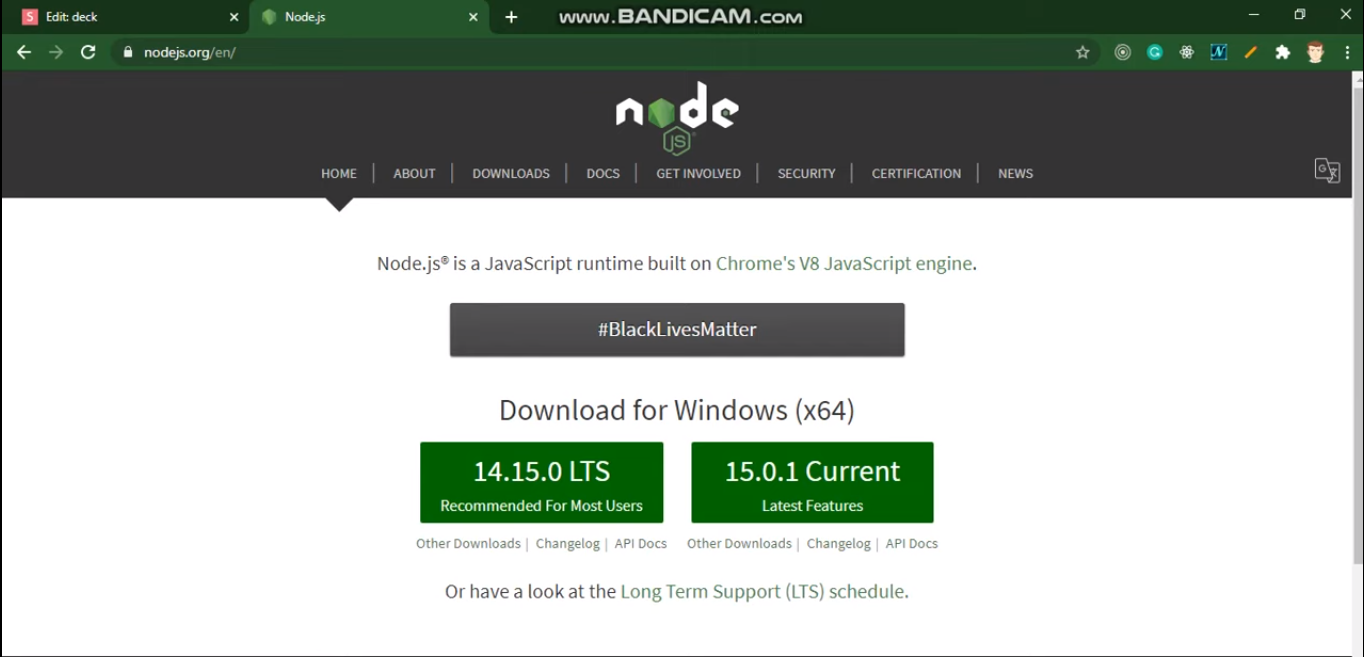 Edit: deck
Node.js
www.BANDICAM.com
nodejs.org/en/
node
JS
HOME | ABOUT | DOWNLOADS | DOCS | GET INVOLVED | SECURITY | CERTIFICATION | NEWS
Node.js® is a JavaScript runtime built on Chrome's V8 JavaScript engine.
#BlackLivesMatter
Download for Windows (x64)
14.15.0 LTS
Recommended For Most Users
15.0.1 Current
Latest Features
Other Downloads | Changelog | API Docs
Other Downloads | Changelog | API Docs
Or have a look at the Long Term Support (LTS) schedule.